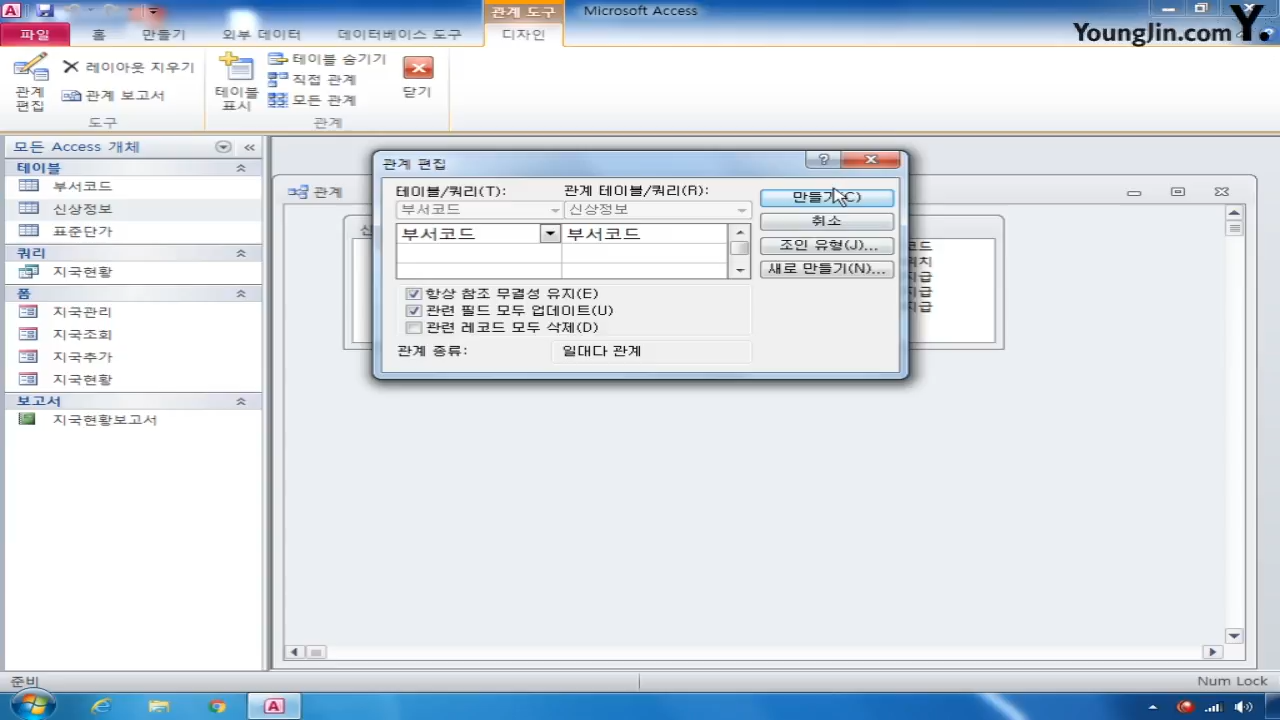 관계 도구
Microsoft Access
YoungJin.com Y.
파일
홈
만들기
외부 데이터
데이터베이스 도구
디자인
관계 편집
레이아웃 지우기
관계 보고서
도구
테이블 표시
테이블 숨기기
직접 관계
모든 관계
관계
닫기
모든 Access 개체
테이블
부서코드
신상정보
표준단가
쿼리
지국현황
폼
지국관리
지국조회
지국추가
지국현황
보고서
지국현황보고서
관계
관계 편집
테이블/쿼리(T):
관계 테이블/쿼리(R):
부서코드
신상정보
부서코드
부서코드
만들기(C)
취소
조인 유형(J)...
새로 만들기(N)...
항상 참조 무결성 유지(E)
관련 필드 모두 업데이트(U)
관련 레코드 모두 삭제(D)
관계 종류:
일대다 관계
준비
Num Lock